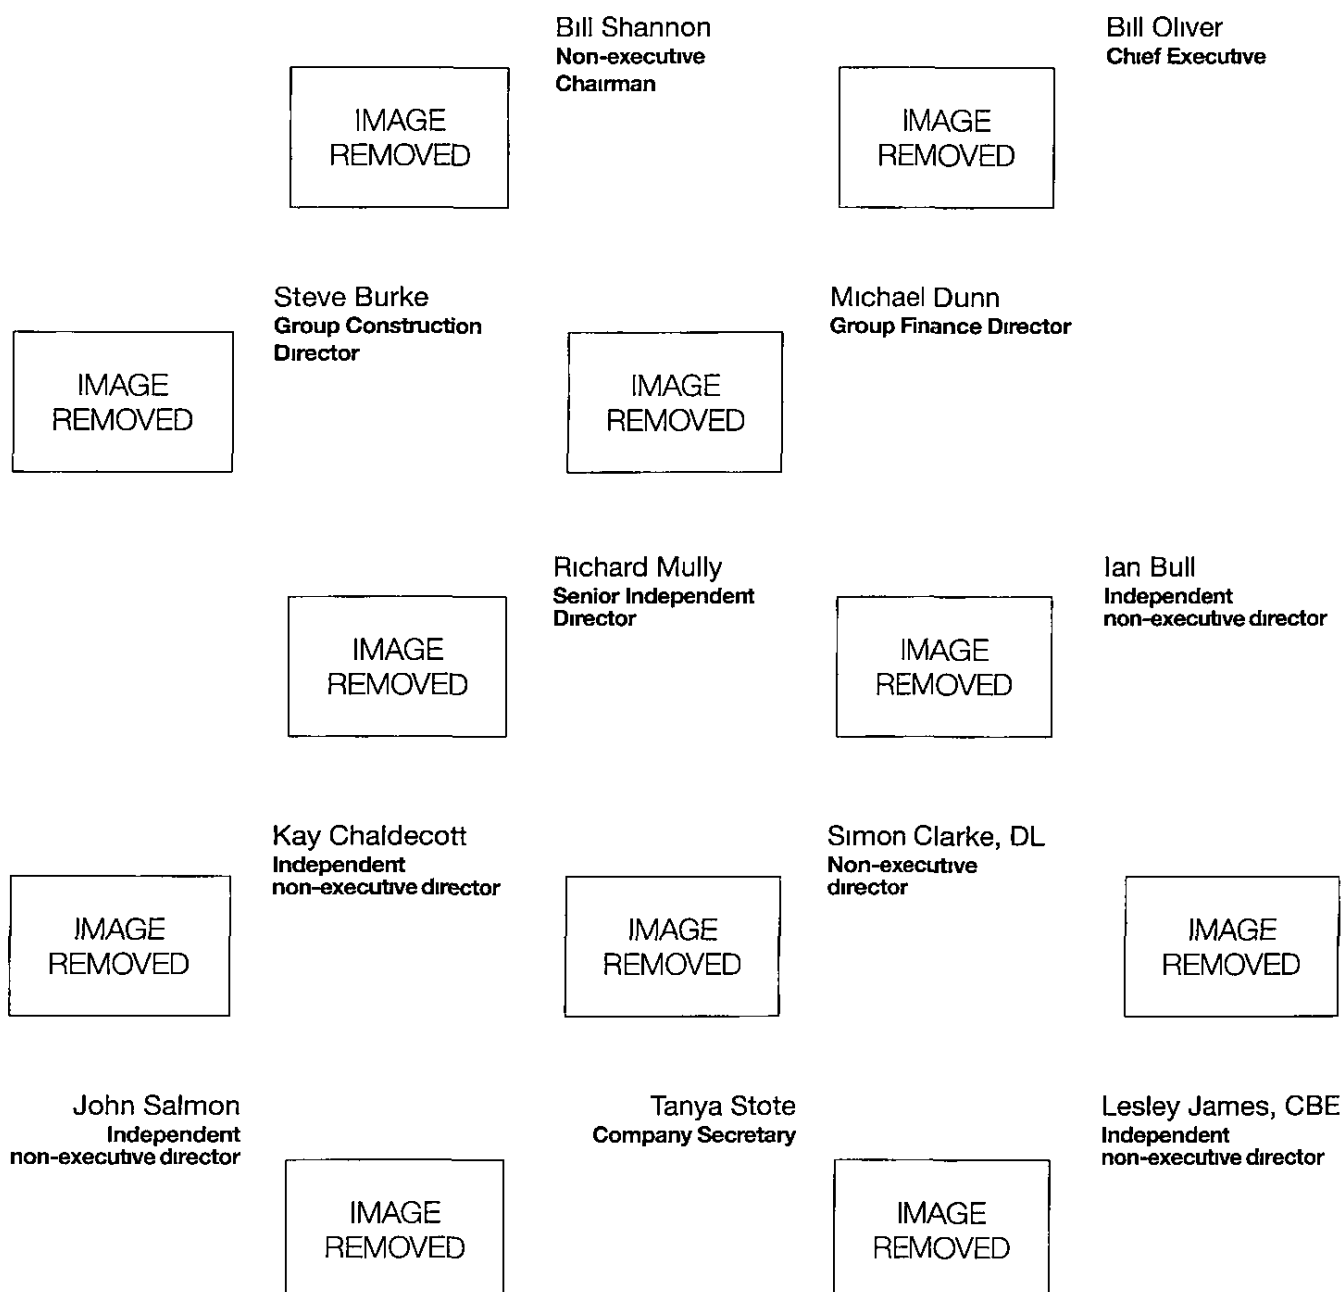 Bill Shannon
Non-executive
Chairman
IMAGE
REMOVED
Bill Oliver
Chief Executive
IMAGE
REMOVED
Steve Burke
Group Construction
Director
IMAGE
REMOVED
Michael Dunn
Group Finance Director
IMAGE
REMOVED
Richard Mully
Senior Independent
Director
IMAGE
REMOVED
Ian Bull
Independent
non-executive director
IMAGE
REMOVED
Kay Chaldecott
Independent
non-executive director
IMAGE
REMOVED
Simon Clarke, DL
Non-executive
director
IMAGE
REMOVED
IMAGE
REMOVED
John Salmon
Independent
non-executive director
IMAGE
REMOVED
Tanya Stote
Company Secretary
IMAGE
REMOVED
Lesley James, CBE
Independent
non-executive director